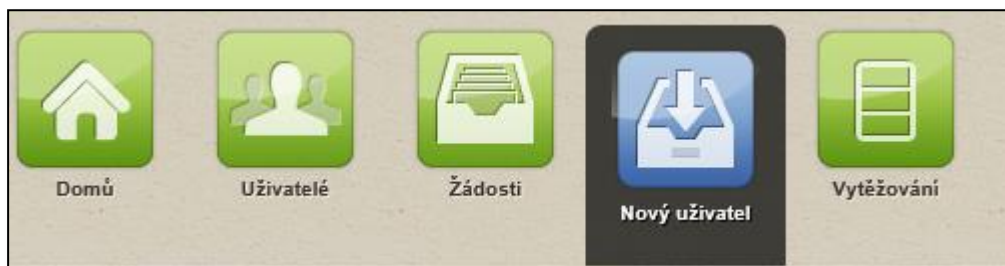 Domů
Uživatelé
Žádosti
Nový uživatel
Vytěžování